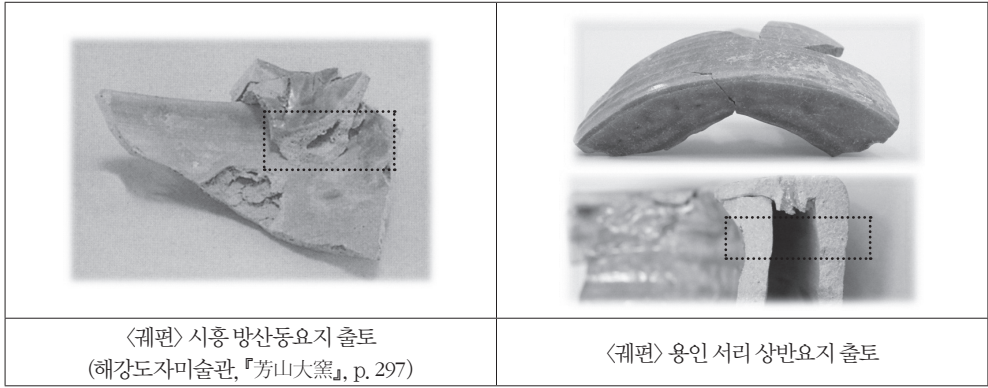 〈궤편〉 시흥 방산동요지 출토
(해강도자미술관, 『芳山大窯』, p. 297)
〈궤편〉 용인 서리 상반요지 출토